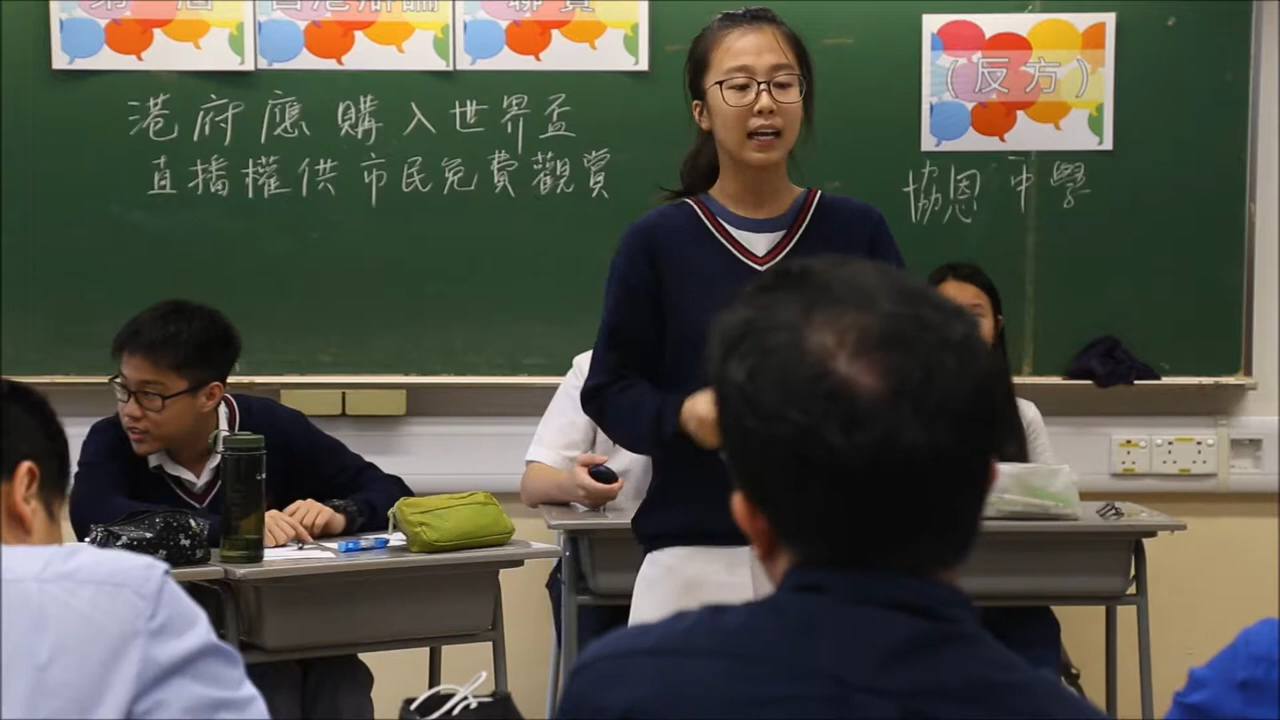 港府應購入世界盃
直播權供市民免費觀賞
(反方)
協恩中學